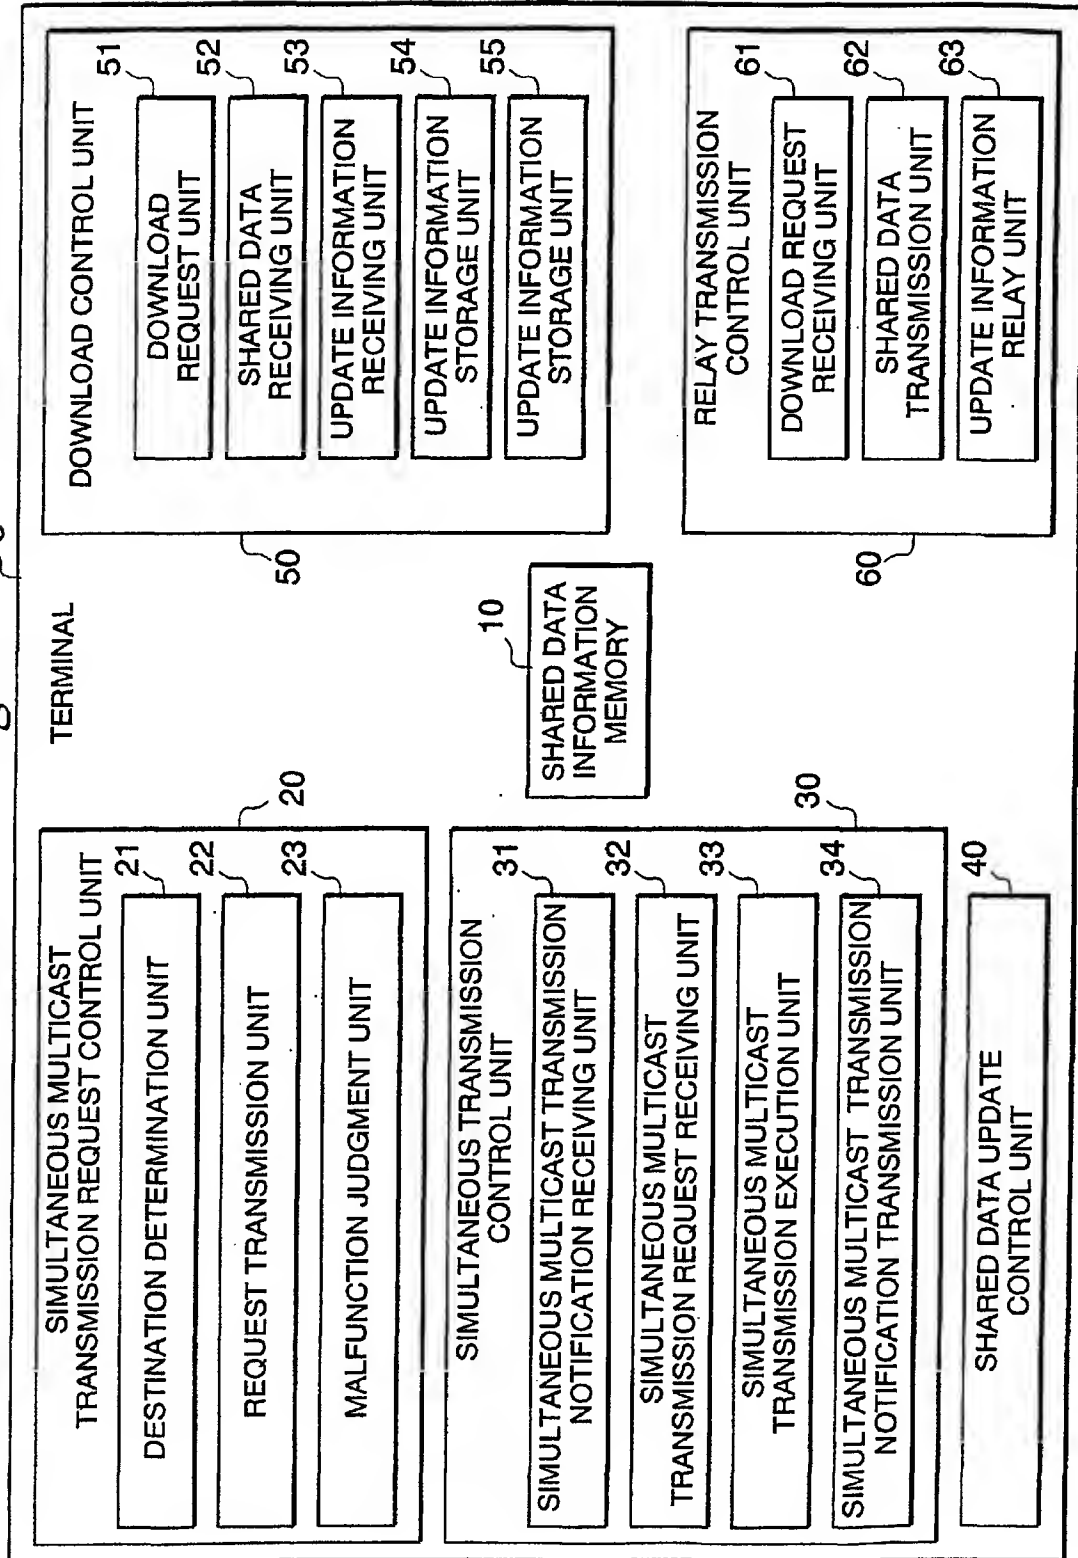 TERMINAL
SIMULTANEOUS MULTICAST
TRANSMISSION REQUEST CONTROL UNIT
20
21
DESTINATION DETERMINATION UNIT
22
REQUEST TRANSMISSION UNIT
23
MALFUNCTION JUDGMENT UNIT
SIMULTANEOUS TRANSMISSION
CONTROL UNIT
30
31
SIMULTANEOUS MULTICAST TRANSMISSION
NOTIFICATION RECEIVING UNIT
32
SIMULTANEOUS MULTICAST
TRANSMISSION REQUEST RECEIVING UNIT
33
SIMULTANEOUS MULTICAST
TRANSMISSION EXECUTION UNIT
34
SIMULTANEOUS MULTICAST TRANSMISSION
NOTIFICATION TRANSMISSION UNIT
40
SHARED DATA UPDATE
CONTROL UNIT
10
SHARED DATA
INFORMATION
MEMORY
DOWNLOAD CONTROL UNIT
50
51
DOWNLOAD
REQUEST UNIT
52
SHARED DATA
RECEIVING UNIT
53
UPDATE INFORMATION
RECEIVING UNIT
54
UPDATE INFORMATION
STORAGE UNIT
55
UPDATE INFORMATION
STORAGE UNIT
RELAY TRANSMISSION
CONTROL UNIT
60
61
DOWNLOAD REQUEST
RECEIVING UNIT
62
SHARED DATA
TRANSMISSION UNIT
63
UPDATE INFORMATION
RELAY UNIT